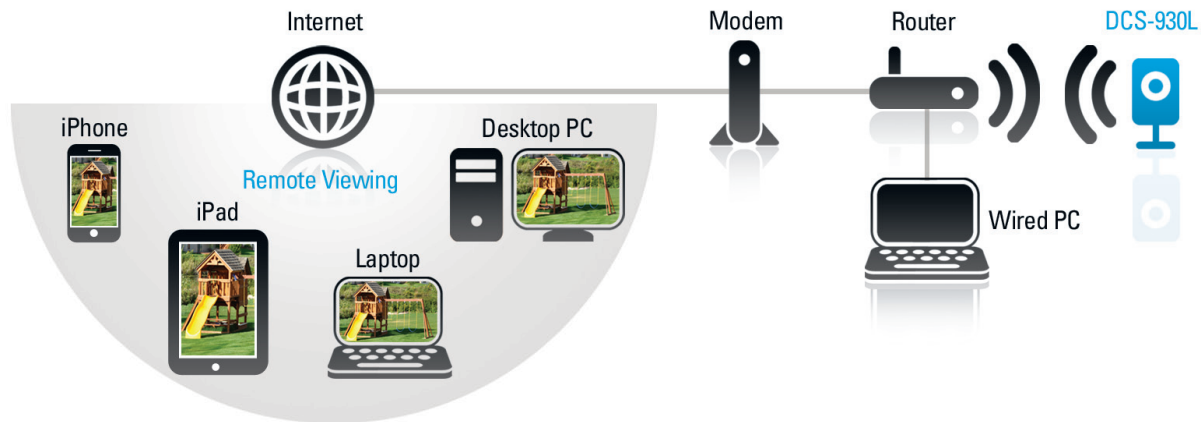 Internet
Modem
Router
DCS-930L
iPhone
Desktop PC
Remote Viewing
iPad
Wired PC
Laptop